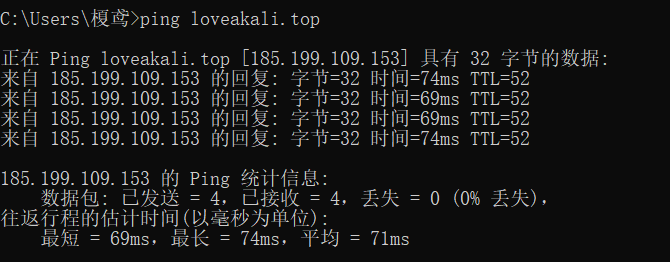 C:\Users\榎鸢>ping loveakali.top
正在 Ping loveakali.top [185.199.109.153] 具有 32 字节的数据:
来自 185.199.109.153 的回复: 字节=32 时间=74ms TTL=52
来自 185.199.109.153 的回复: 字节=32 时间=69ms TTL=52
来自 185.199.109.153 的回复: 字节=32 时间=69ms TTL=52
来自 185.199.109.153 的回复: 字节=32 时间=74ms TTL=52
185.199.109.153 的 Ping 统计信息:
数据包: 已发送 = 4，已接收 = 4，丢失 = 0 (0% 丢失)，
往返行程的估计时间(以毫秒为单位):
最短 = 69ms，最长 = 74ms，平均 = 71ms